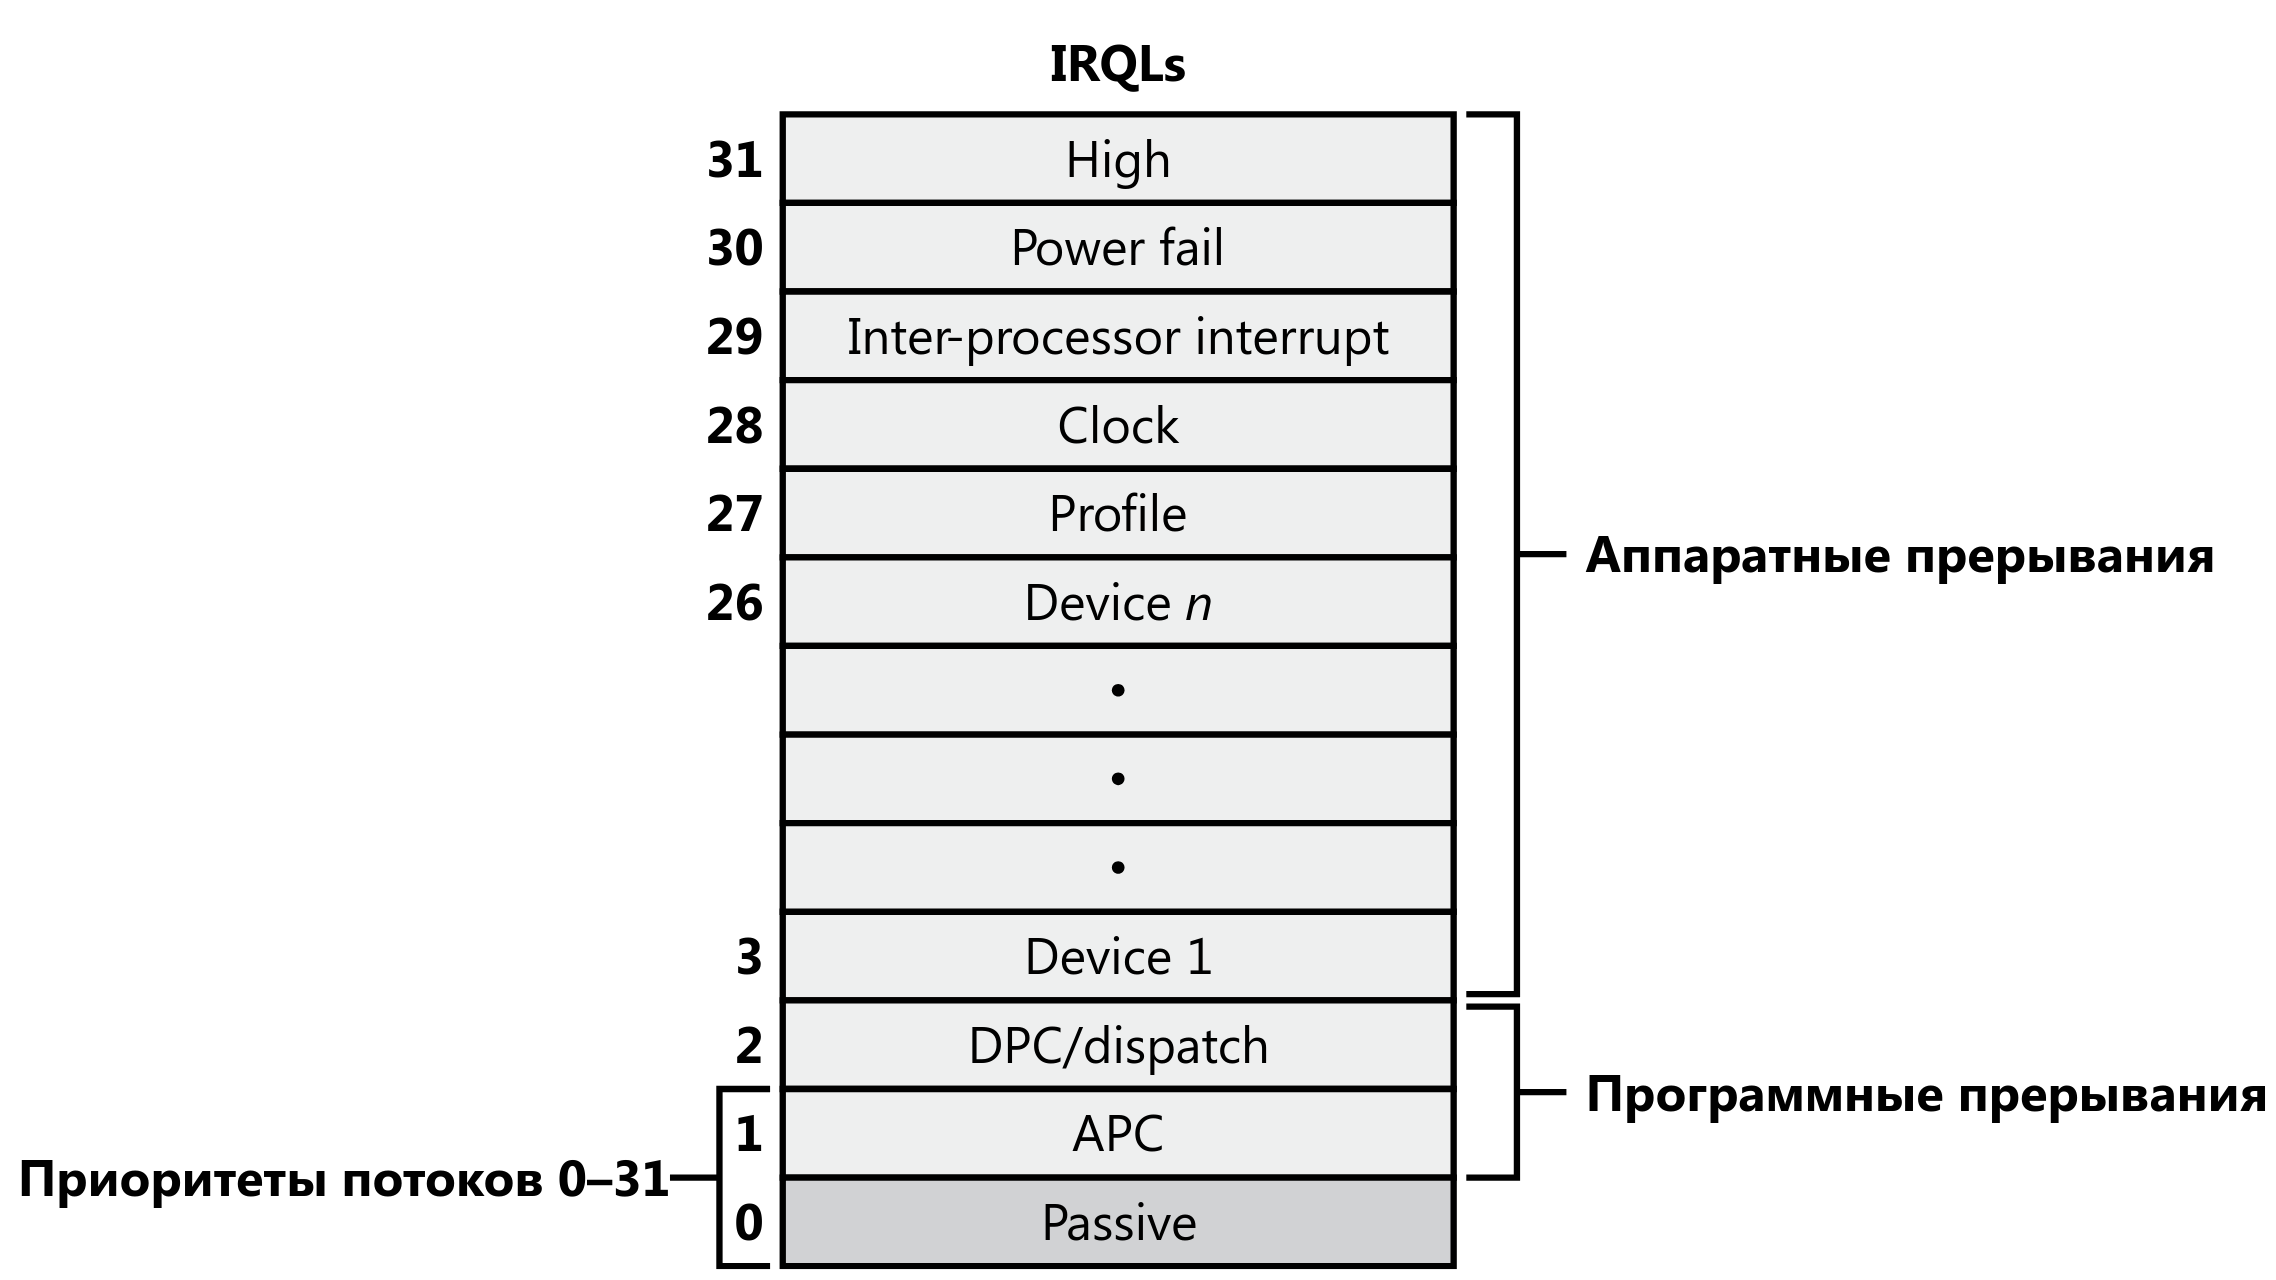 IRQLs
31 High
30 Power fail
29 Inter-processor interrupt
28 Clock
27 Profile
Аппаратные прерывания
26 Device n
•
•
•
3 Device 1
2 DPC/dispatch
Программные прерывания
1 APC
Приоритеты потоков 0–31
0 Passive